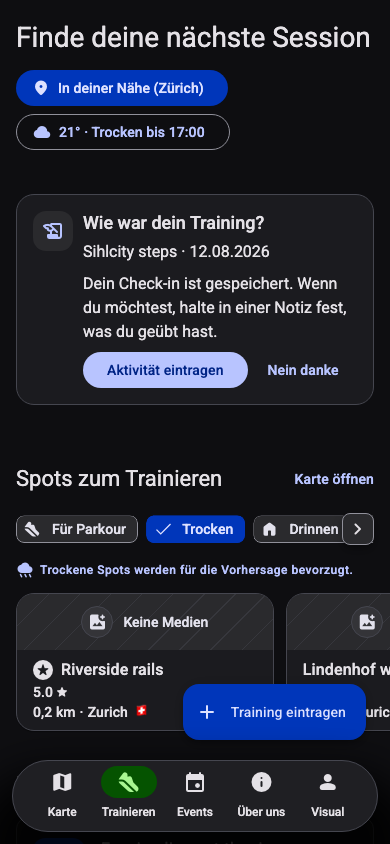 Finde deine nächste Session
In deiner Nähe (Zürich)
21° · Trocken bis 17:00
Wie war dein Training?
Sihlcity steps · 12.08.2026
Dein Check-in ist gespeichert. Wenn
du möchtest, halte in einer Notiz fest,
was du geübt hast.
Aktivität eintragen
Nein danke
Spots zum Trainieren
Karte öffnen
Für Parkour
Trocken
Drinnen
Trockene Spots werden für die Vorhersage bevorzugt.
Keine Medien
Riverside rails
5.0
0,2 km · Zurich
Lindenhof
Training eintragen
Karte
Trainieren
Events
Über uns
Visual